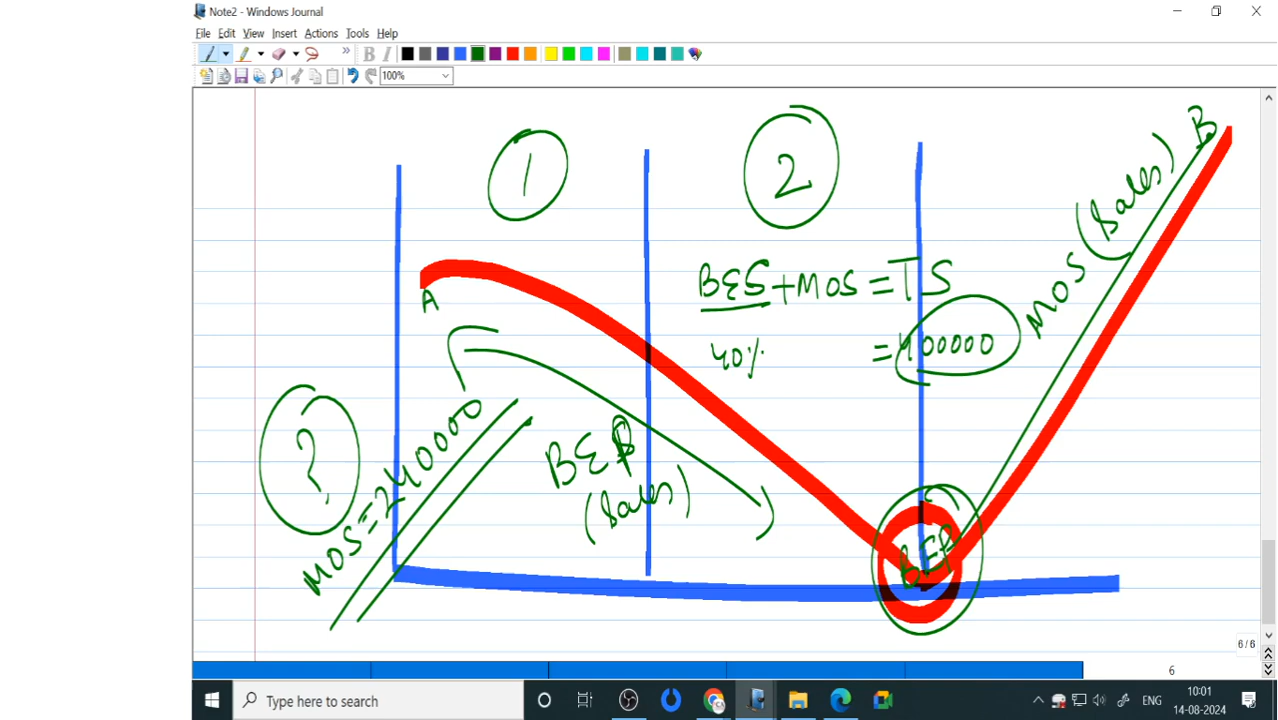 Note2 - Windows Journal
File Edit View Insert Actions Tools Help
B I
100%
1
2
B
MOS (Sales)
A
BES + MOS = TS
40% = 400000
?
MOS = 240000
BEP
(Sales)
BEP
6 / 6
6
Type here to search
ENG
10:01
14-08-2024